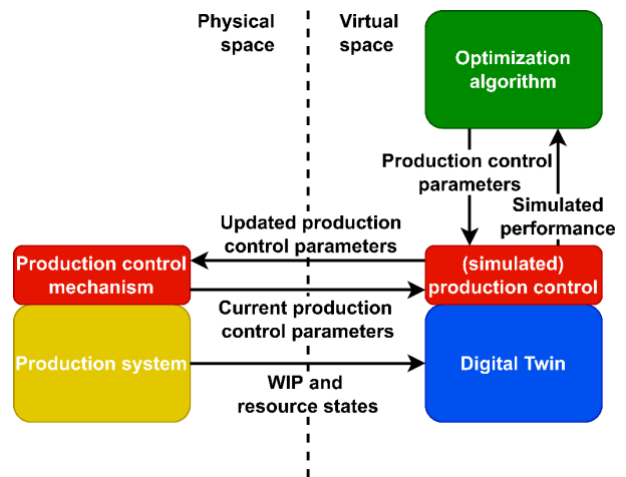 Physical
space
Virtual
space
Optimization
algorithm
Production control
parameters
Simulated
performance
Updated production
control parameters
Production control
mechanism
(simulated)
production control
Current production
control parameters
Production system
Digital Twin
WIP and
resource states